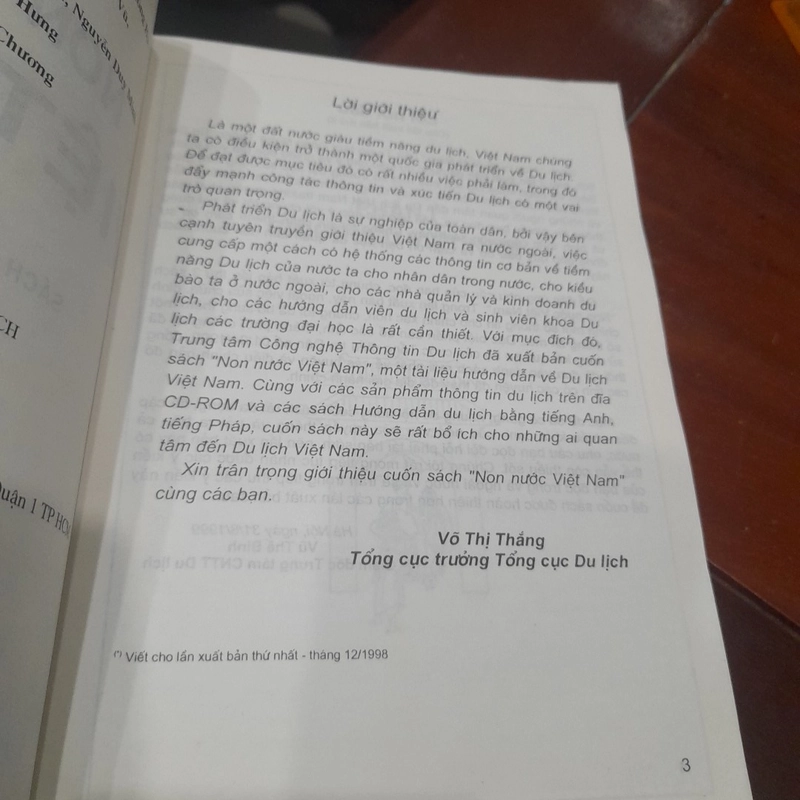 Nguyễn Duy
Vũ.
Hưng
Chương
SÁCH
CH
Quận 1 TP HCM
Lời giới thiệu
Là một đất nước giàu tiềm năng du lịch, Việt Nam chúng
ta có điều kiện trở thành một quốc gia phát triển về Du lịch.
Để đạt được mục tiêu đó có rất nhiều việc phải làm, trong đó
đẩy mạnh công tác thông tin và xúc tiến Du lịch có một vai
trò quan trọng.
Phát triển Du lịch là sự nghiệp của toàn dân, bởi vậy bên
cạnh tuyên truyền giới thiệu Việt Nam ra nước ngoài, việc
cung cấp một cách có hệ thống các thông tin cơ bản về tiềm
năng Du lịch của nước ta cho nhân dân trong nước, cho kiều
bào ta ở nước ngoài, cho các nhà quản lý và kinh doanh du
lịch, cho các hướng dẫn viên du lịch và sinh viên khoa Du
lịch các trường đại học là rất cần thiết. Với mục đích đó,
Trung tâm Công nghệ Thông tin Du lịch đã xuất bản cuốn
sách "Non nước Việt Nam", một tài liệu hướng dẫn về Du lịch
Việt Nam. Cùng với các sản phẩm thông tin du lịch trên đĩa
CD-ROM và các sách Hướng dẫn du lịch bằng tiếng Anh,
tiếng Pháp, cuốn sách này sẽ rất bổ ích cho những ai quan
tâm đến Du lịch Việt Nam.
Xin trân trọng giới thiệu cuốn sách "Non nước Việt Nam"
cùng các bạn.
Võ Thị Thắng
Tổng cục trưởng Tổng cục Du lịch
(*) Viết cho lần xuất bản thứ nhất - tháng 12/1998
3